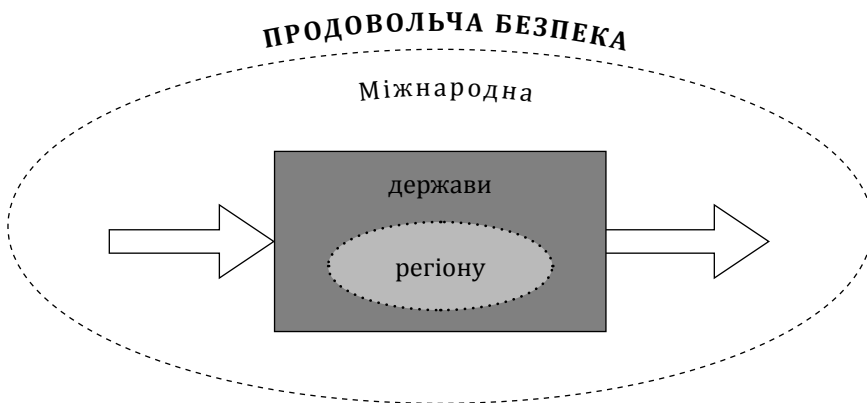 ПРОДОВОЛЬЧА БЕЗПЕКА
Міжнародна
держави
регіону